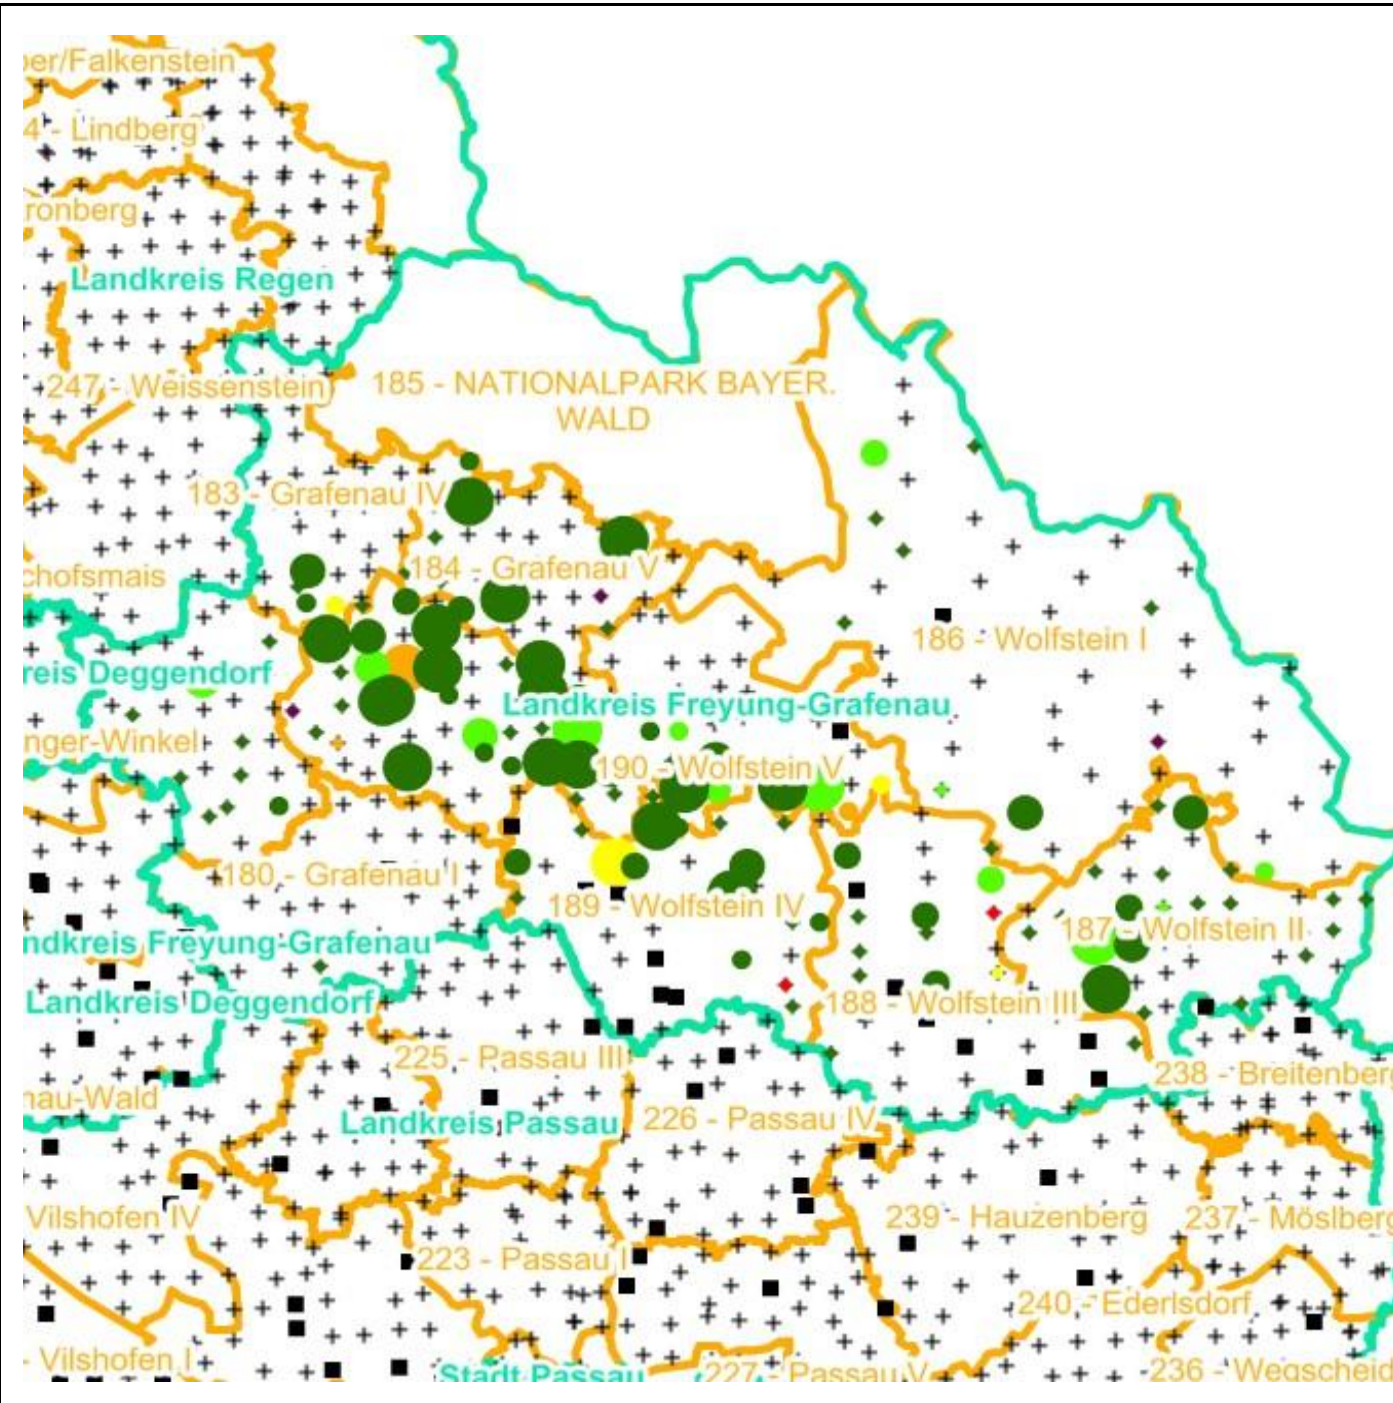 er/Falkenstein
4 - Lindberg
ronberg
Landkreis Regen
247 - Weissenstein
185 - NATIONALPARK BAYER.
WALD
183 - Grafenau IV
184 - Grafenau V
chofsmais
186 - Wolfstein I
reis Deggendorf
Landkreis Freyung-Grafenau
nger-Winkel
190 - Wolfstein V
180 - Grafenau I
189 - Wolfstein IV
187 - Wolfstein II
ndkreis Freyung-Grafenau
Landkreis Deggendorf
188 - Wolfstein III
225 - Passau III
238 - Breitenberg
nau-Wald
Landkreis Passau
226 - Passau IV
Vilshofen IV
239 - Hauzenberg
237 - Möslberg
223 - Passau I
240 - Ederlsdorf
- Vilshofen I
Stadt Passau
227 - Passau V
236 - Wegscheid